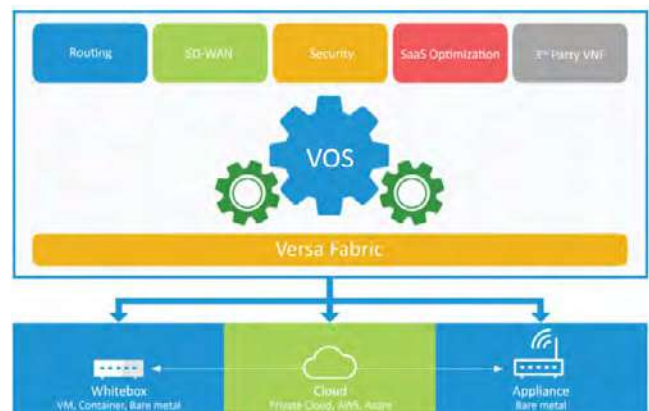 Routing
SD-WAN
Security
SaaS Optimization
3rd Party VNF
VOS
Versa Fabric
Whitebox
VM, Container, Bare metal
Cloud
Private Cloud, AWS, Azure
Appliance
Bare metal